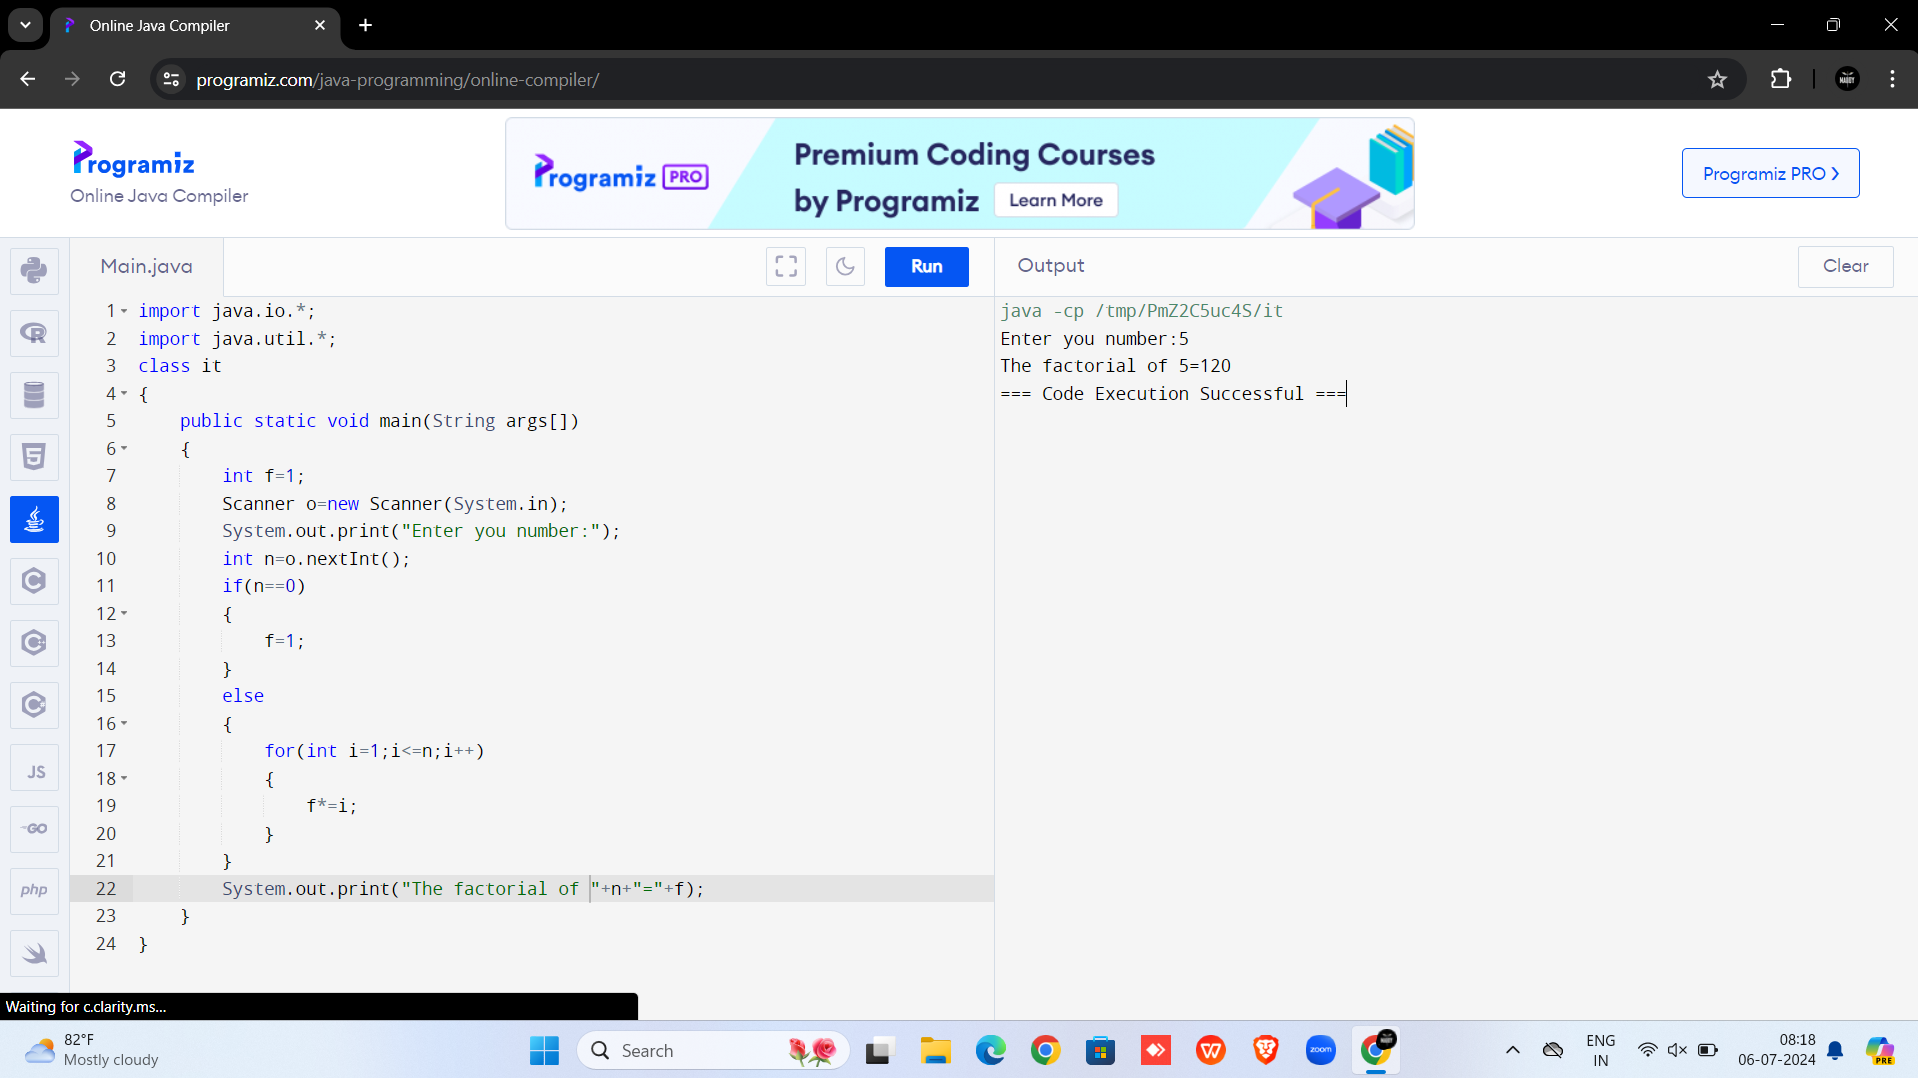 Online Java Compiler
programiz.com/java-programming/online-compiler/
Programiz
Online Java Compiler
Programiz PRO
Premium Coding Courses
by Programiz Learn More
Programiz PRO
Main.java
Run
Output
Clear
1 import java.io.*;
2 import java.util.*;
3 class it
4 {
5 public static void main(String args[])
6 {
7 int f=1;
8 Scanner o=new Scanner(System.in);
9 System.out.print("Enter you number:");
10 int n=o.nextInt();
11 if(n==0)
12 {
13 f=1;
14 }
15 else
16 {
17 for(int i=1;i<=n;i++)
18 {
19 f*=i;
20 }
21 }
22 System.out.print("The factorial of "+n+"="+f);
23 }
24 }
java -cp /tmp/PmZ2C5uc4S/it
Enter you number:5
The factorial of 5=120
=== Code Execution Successful ===
JS
GO
php
Waiting for c.clarity.ms...
82°F
Mostly cloudy
Search
zoom
ENG
IN
08:18
06-07-2024
PRE